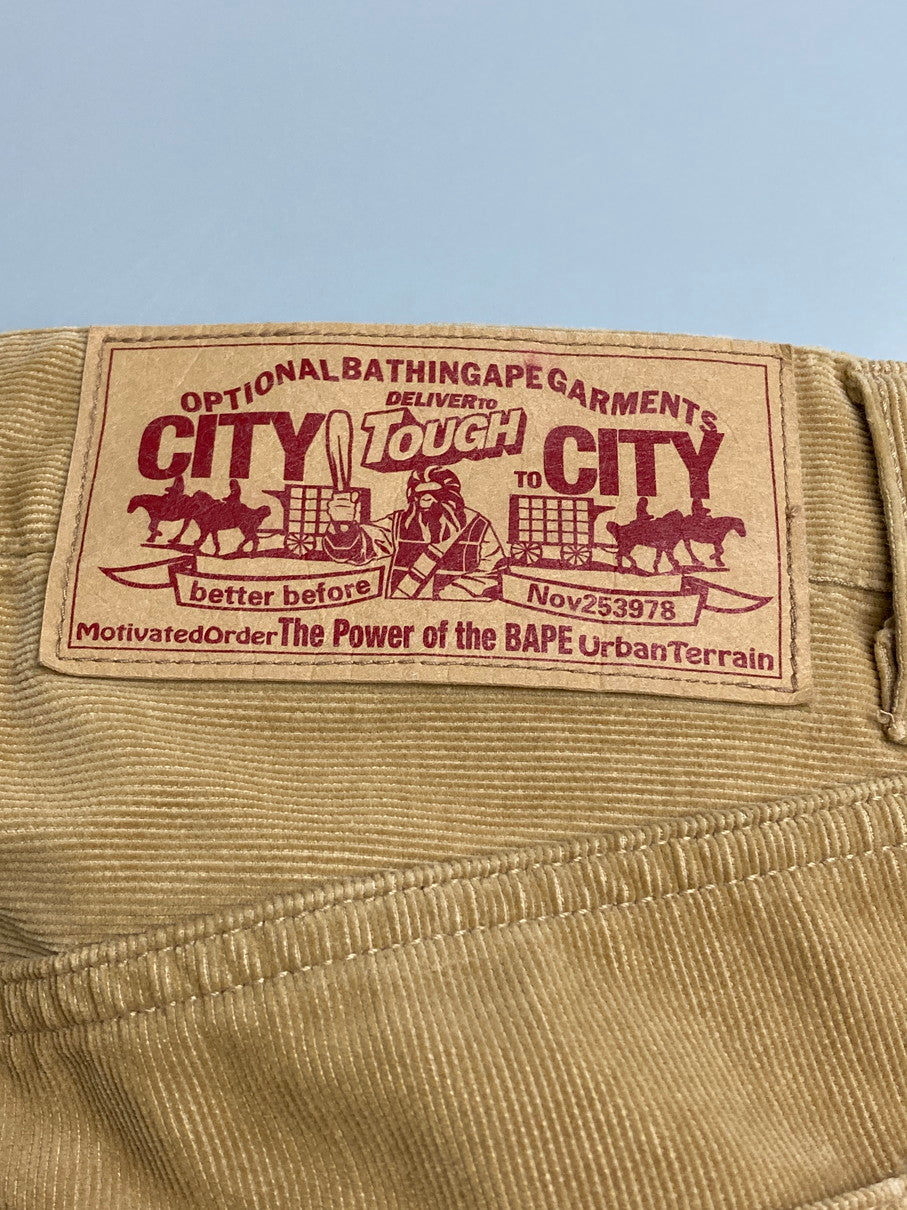 OPTIONALBATHINGAPEGARMENTS
DELIVERTO
CITY TOUGH TO CITY
better before Nov253978
MotivatedOrder The Power of the BAPE UrbanTerrain